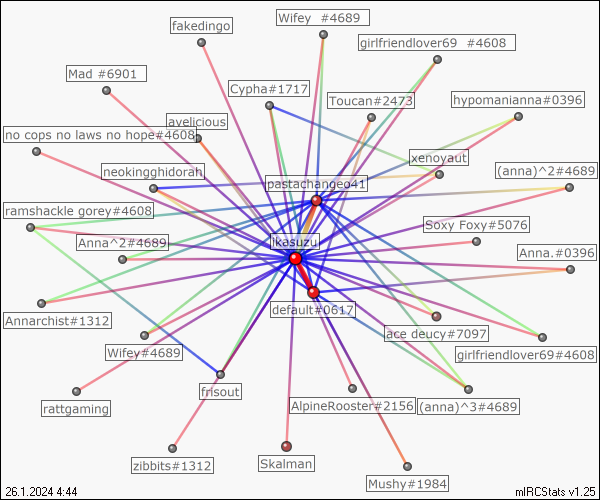 fakedingo
Wifey  #4689
girlfriendlover69  #4608
Mad #6901
Cypha#1717
Toucan#2473
hypomanianna#0396
avelicious
no cops no laws no hope#4608
xenoyaut
neokingghidorah
(anna)^2#4689
pastachangeo41
ramshackle gorey#4608
Soxy Foxy#5076
Anna^2#4689
ikasuzu
Anna.#0396
default#0617
Annarchist#1312
ace deucy#7097
Wifey#4689
girlfriendlover69#4608
frisout
rattgaming
AlpineRooster#2156
(anna)^3#4689
zibbits#1312
Skalman
Mushy#1984
26.1.2024 4:44
mIRCStats v1.25